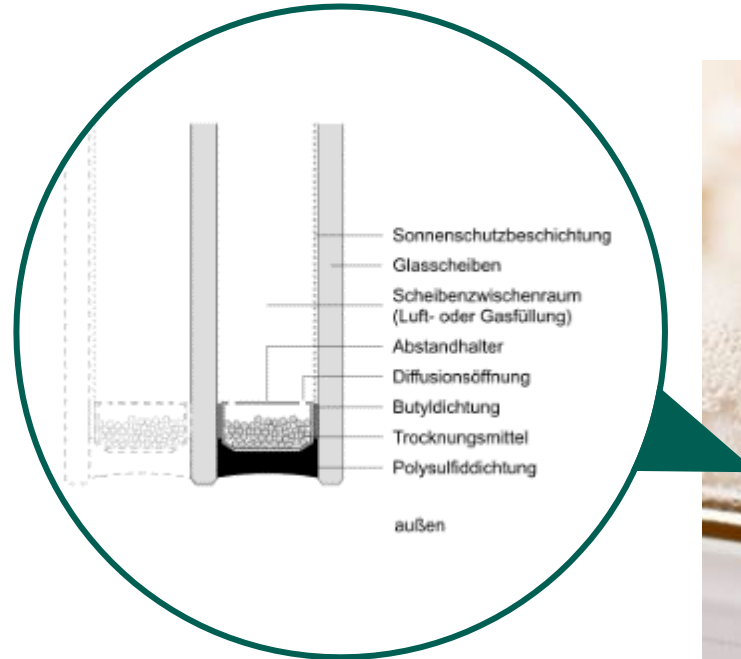 Sonnenschutzbeschichtung
Glasscheiben
Scheibenzwischenraum
(Luft- oder Gasfüllung)
Abstandhalter
Diffusionsöffnung
Butyldichtung
Trocknungsmittel
Polysulfiddichtung
außen